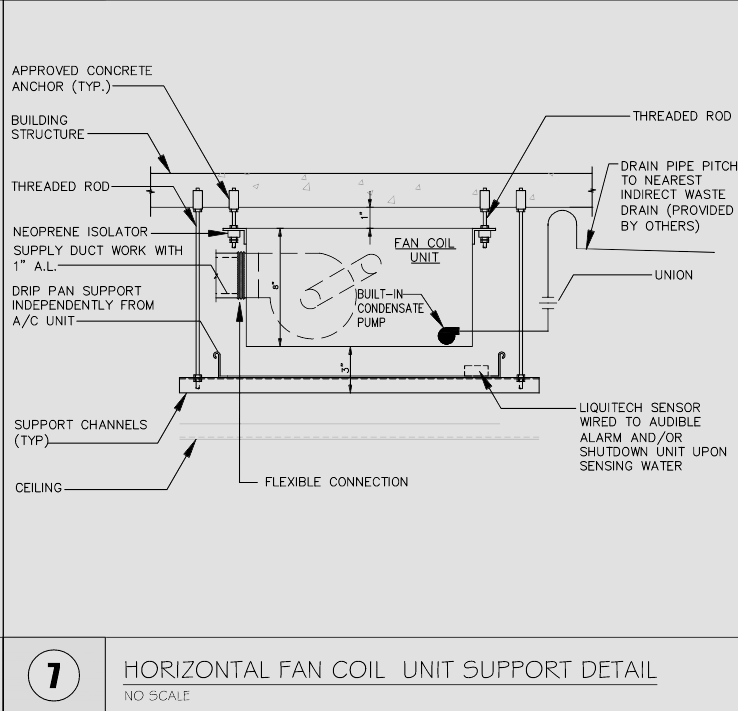 APPROVED CONCRETE
ANCHOR (TYP.)
BUILDING
STRUCTURE
THREADED ROD
NEOPRENE ISOLATOR
SUPPLY DUCT WORK WITH
1" A.L.
DRIP PAN SUPPORT
INDEPENDENTLY FROM
A/C UNIT
SUPPORT CHANNELS
(TYP)
CEILING
1"
8"
3"
FAN COIL
UNIT
BUILT-IN
CONDENSATE
PUMP
FLEXIBLE CONNECTION
THREADED ROD
DRAIN PIPE PITCH
TO NEAREST
INDIRECT WASTE
DRAIN (PROVIDED
BY OTHERS)
UNION
LIQUITECH SENSOR
WIRED TO AUDIBLE
ALARM AND/OR
SHUTDOWN UNIT UPON
SENSING WATER
7
HORIZONTAL FAN COIL UNIT SUPPORT DETAIL
NO SCALE